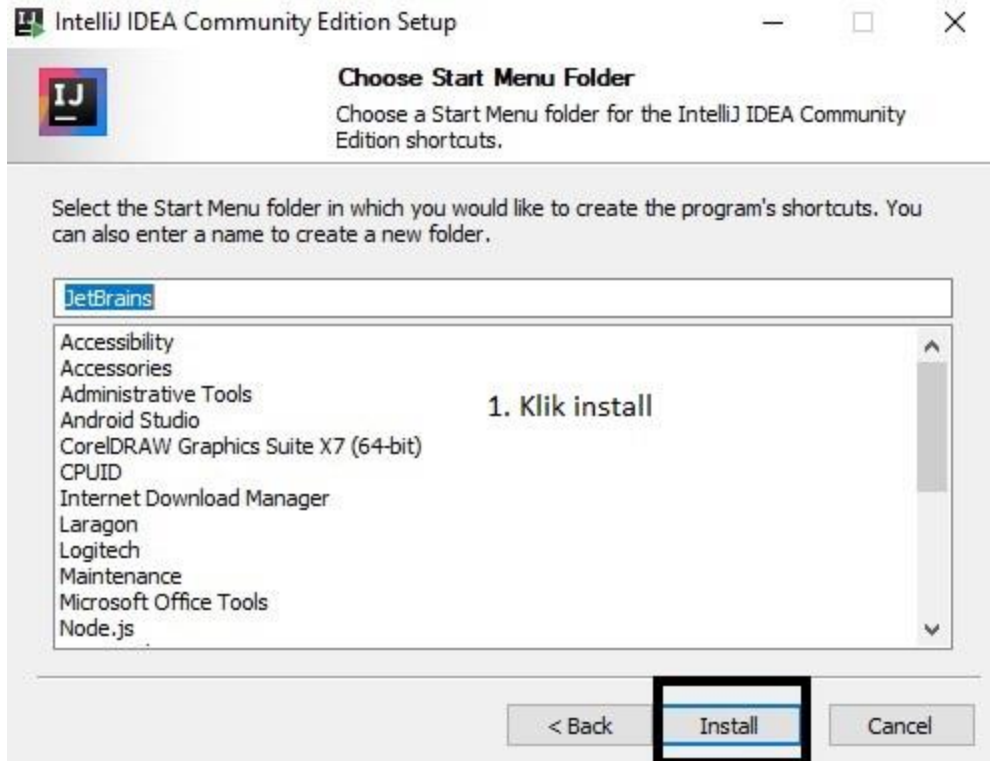 IntelliJ IDEA Community Edition Setup
IJ
Choose Start Menu Folder
Choose a Start Menu folder for the IntelliJ IDEA Community
Edition shortcuts.
Select the Start Menu folder in which you would like to create the program's shortcuts. You
can also enter a name to create a new folder.
JetBrains
Accessibility
Accessories
Administrative Tools
Android Studio
CorelDRAW Graphics Suite X7 (64-bit)
CPUID
Internet Download Manager
Laragon
Logitech
Maintenance
Microsoft Office Tools
Node.js
1. Klik install
< Back
Install
Cancel